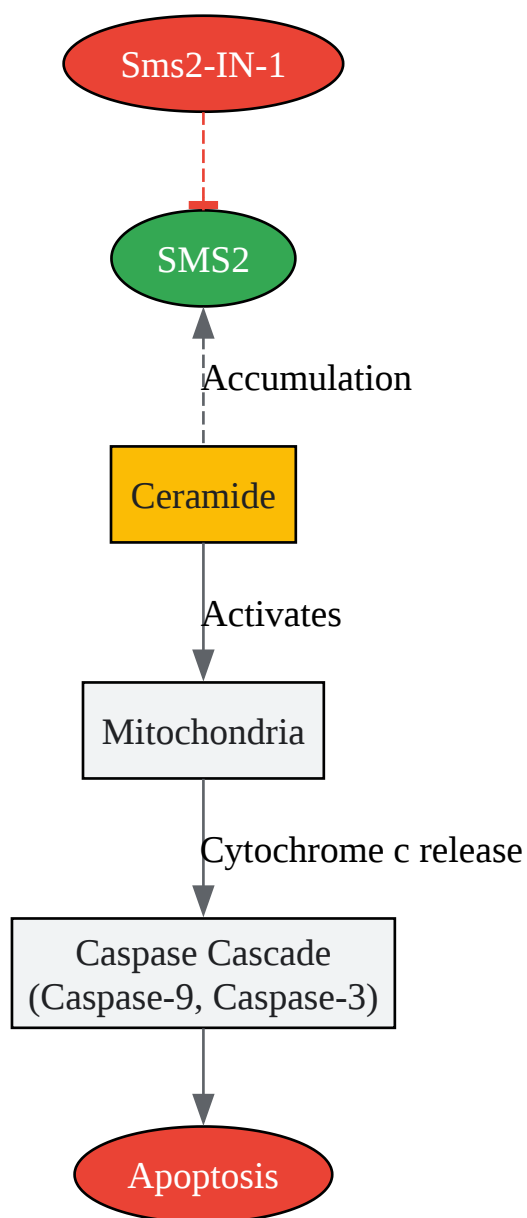 Sms2-IN-1
SMS2
Accumulation
Ceramide
Activates
Mitochondria
Cytochrome c release
Caspase Cascade
(Caspase-9, Caspase-3)
Apoptosis